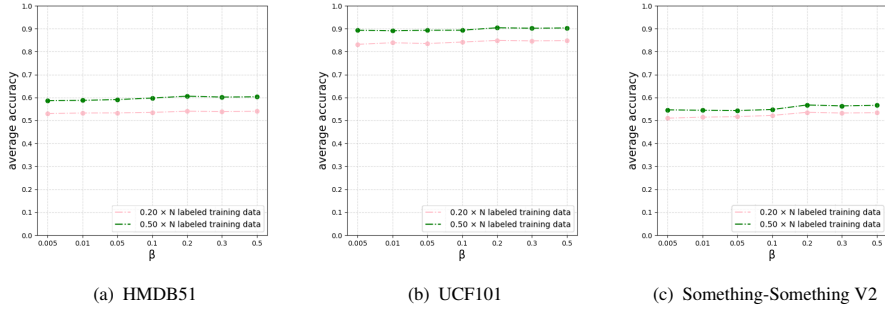 1.0
0.9
0.8
0.7
0.6
0.5
0.4
0.3
0.2
0.1
0.0
average accuracy
0.20 × N labeled training data
0.50 × N labeled training data
0.005 0.01 0.05 0.1 0.2 0.3 0.5
β
(a) HMDB51
1.0
0.9
0.8
0.7
0.6
0.5
0.4
0.3
0.2
0.1
0.0
average accuracy
0.20 × N labeled training data
0.50 × N labeled training data
0.005 0.01 0.05 0.1 0.2 0.3 0.5
β
(b) UCF101
1.0
0.9
0.8
0.7
0.6
0.5
0.4
0.3
0.2
0.1
0.0
average accuracy
0.20 × N labeled training data
0.50 × N labeled training data
0.005 0.01 0.05 0.1 0.2 0.3 0.5
β
(c) Something-Something V2